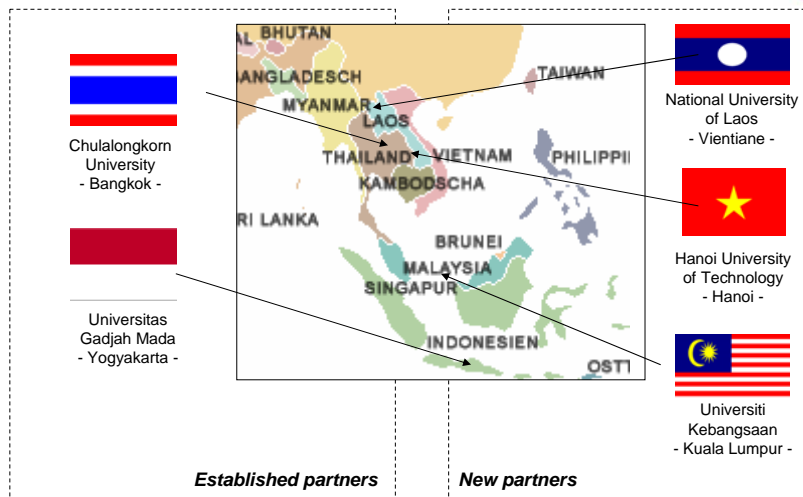 Chulalongkorn
University
- Bangkok -
Universitas
Gadjah Mada
- Yogyakarta -
AL
BHUTAN
BANGLADESCH
TAIWAN
MYANMAR
LAOS
THAILAND
VIETNAM
PHILIPPII
KAMBODSCHA
RI LANKA
BRUNEI
MALAYSIA
SINGAPUR
INDONESIEN
OSTT
National University
of Laos
- Vientiane -
Hanoi University
of Technology
- Hanoi -
Universiti
Kebangsaan
- Kuala Lumpur -
Established partners
New partners